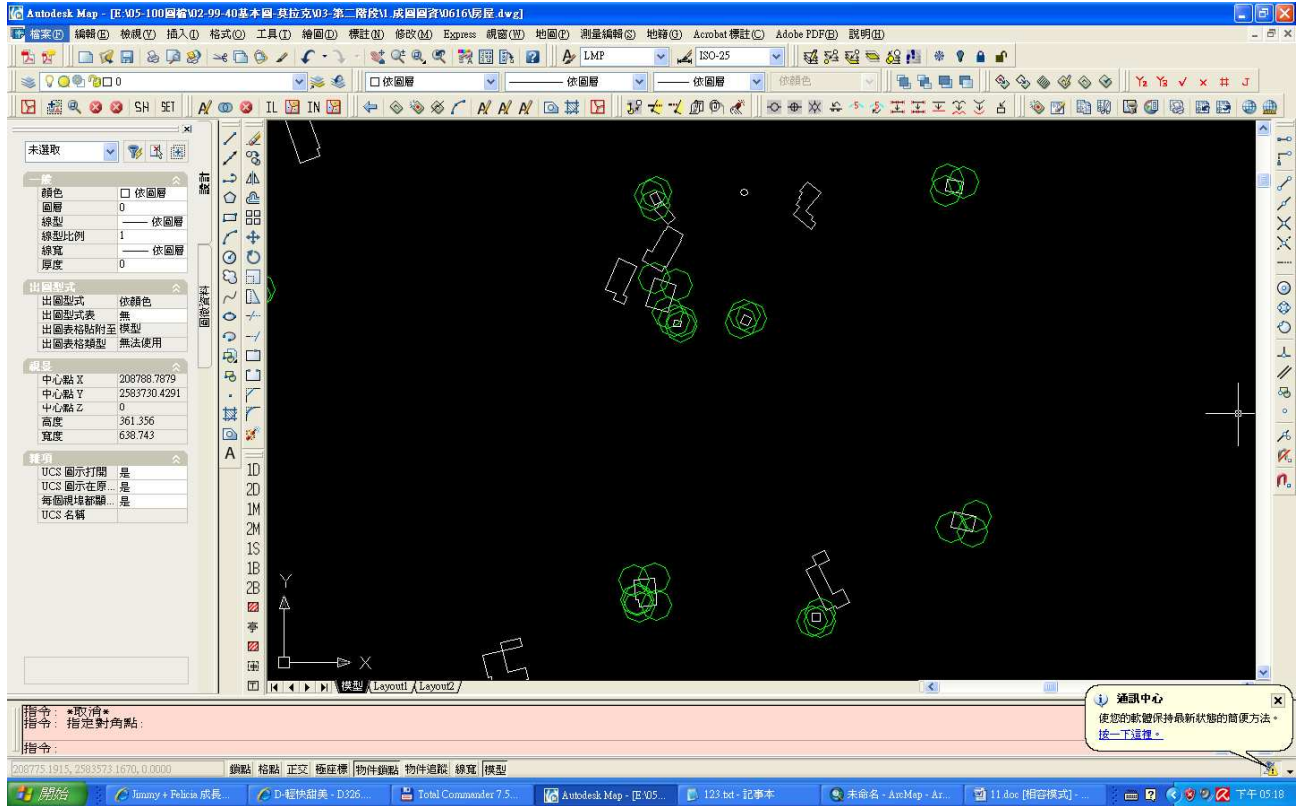 Autodesk Map - [E:\05-100圖檔\02-99-40基本圖-莫拉克\03-第二階段\1.成圖圖資\0616\房屋.dwg]
檔案(F) 編輯(E) 檢視(V) 插入(I) 格式(O) 工具(T) 繪圖(D) 標註(N) 修改(M) Express 視窗(W) 地圖(P) 測量編輯(S) 地籍(G) Acrobat 標註(C) Adobe PDF(B) 說明(H)
LMP ISO-25
0 依圖層 依圖層 依圖層 依顏色
SH SET IL IN
未選取
一般
顏色 依圖層
圖層 0
線型 依圖層
線型比例 1
線寬 依圖層
厚度 0
出圖型式
出圖型式 依顏色
出圖型式表 無
出圖表格貼附至 模型
出圖表格類型 無法使用
視景
中心點 X 208788.7879
中心點 Y 2583730.4291
中心點 Z 0
高度 361.356
寬度 638.743
雜項
UCS 圖示打開 是
UCS 圖示在原... 是
每個視埠都顯... 是
UCS 名稱
A
1D
2D
1M
2M
1S
1B
2B
亭
Y
X
模型 Layout1 Layout2
指令: *取消*
指令: 指定對角點:
指令:
通訊中心
使您的軟體保持最新狀態的簡便方法。
按一下這裡。
208775.1915, 2583573.1670, 0.0000 鎖點 格點 正交 極座標 物件鎖點 物件追蹤 線寬 模型
開始 Jimmy + Felicia 成長... D-輕快甜美 - D326.... Total Commander 7.5... Autodesk Map - [E:\05... 123.txt - 記事本 未命名 - ArcMap - Ar... 11.doc [相容模式] - ... 下午 05:18